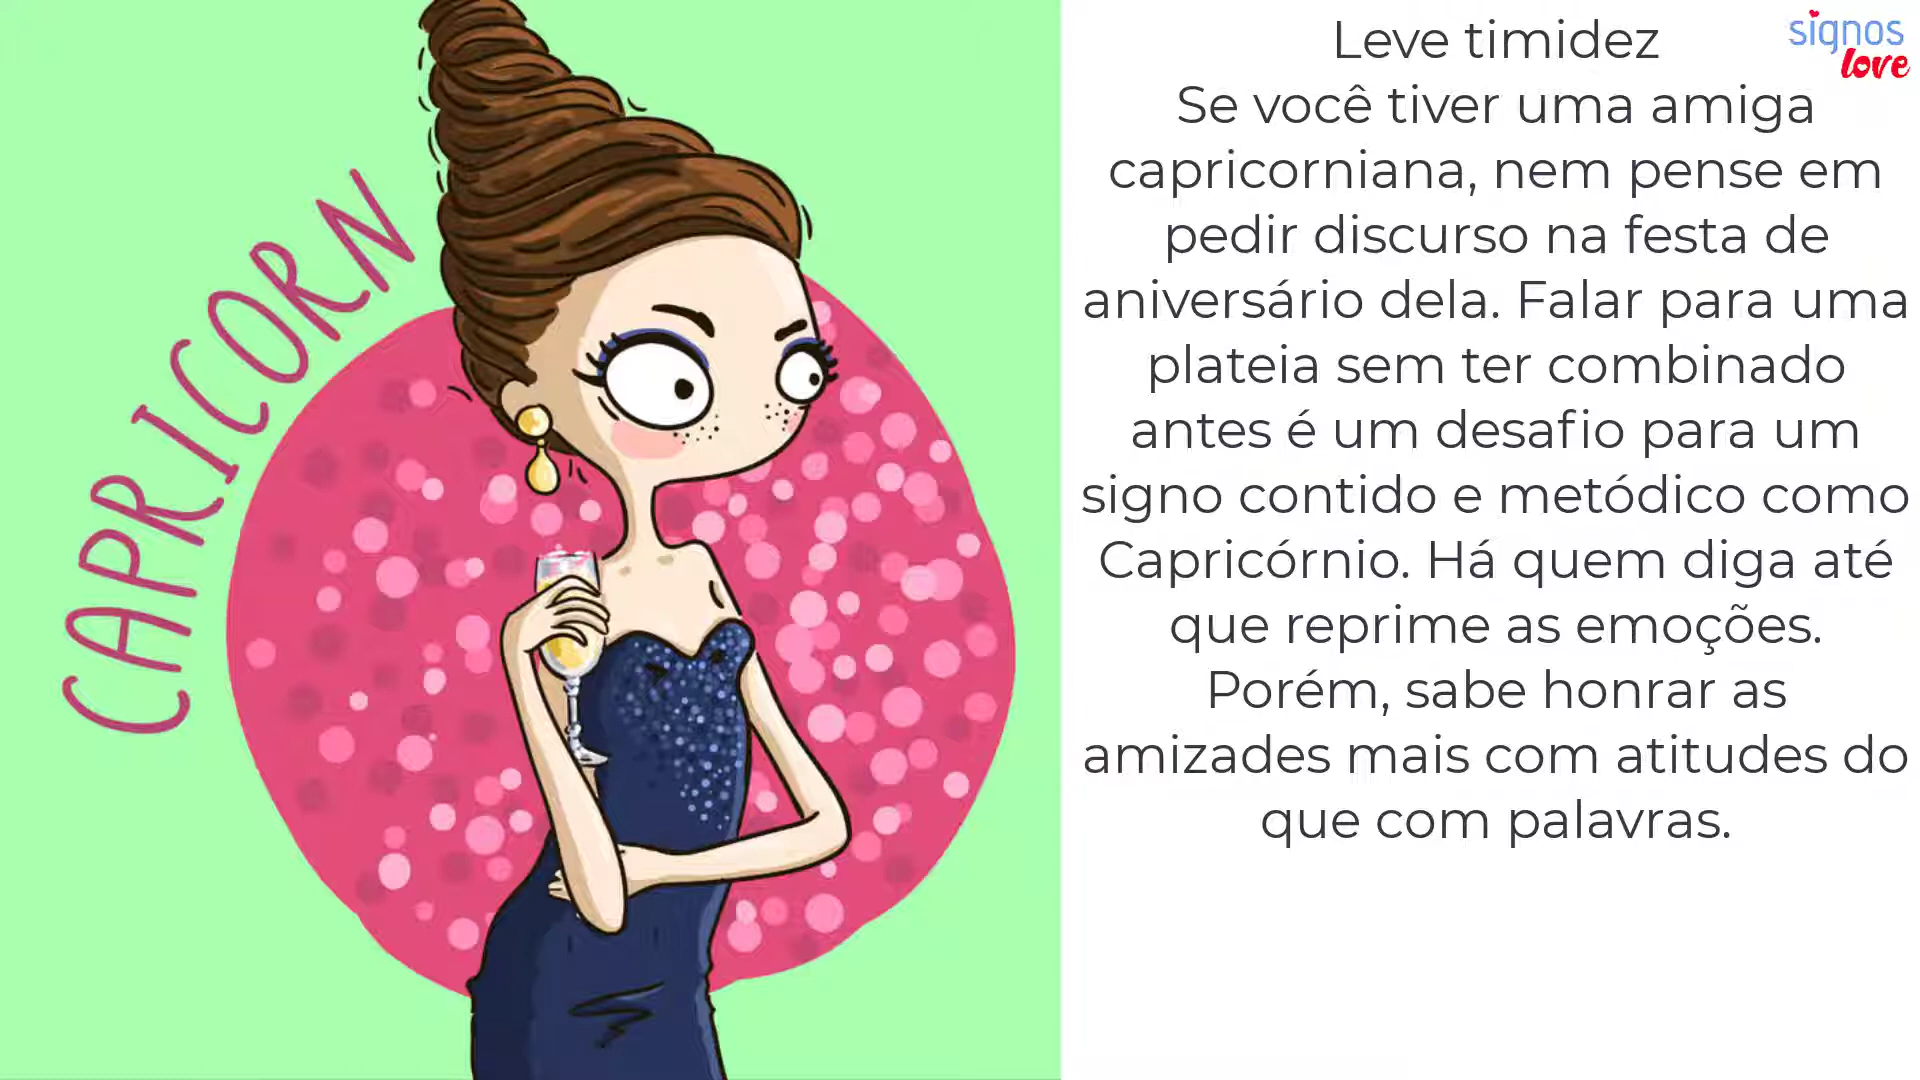 CAPRICORN
Leve timidez
Se você tiver uma amiga
capricorniana, nem pense em
pedir discurso na festa de
aniversário dela. Falar para uma
plateia sem ter combinado
antes é um desafio para um
signo contido e metódico como
Capricórnio. Há quem diga até
que reprime as emoções.
Porém, sabe honrar as
amizades mais com atitudes do
que com palavras.
signos
love